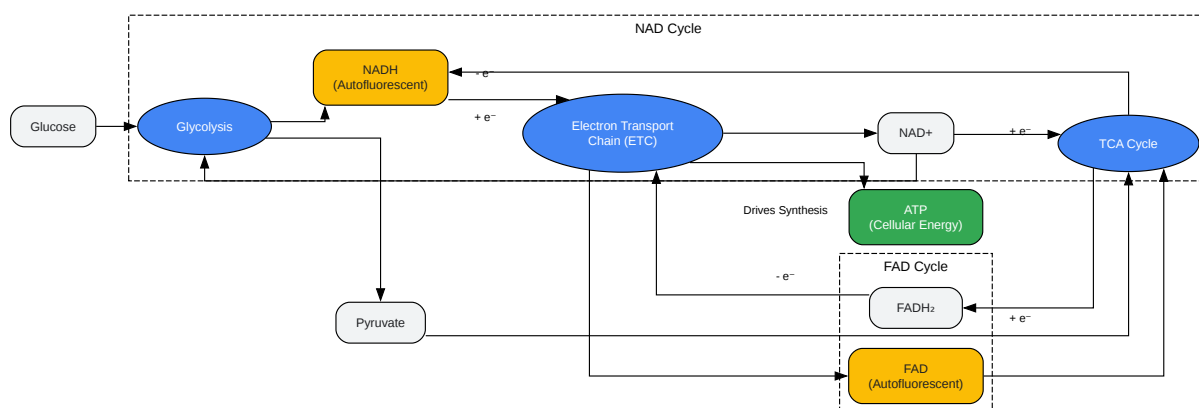 NAD Cycle
NADH
(Autofluorescent)
- e⁻
+ e⁻
Glucose
Glycolysis
Electron Transport
Chain (ETC)
NAD+
+ e⁻
TCA Cycle
Drives Synthesis
ATP
(Cellular Energy)
FAD Cycle
- e⁻
FADH₂
+ e⁻
Pyruvate
FAD
(Autofluorescent)